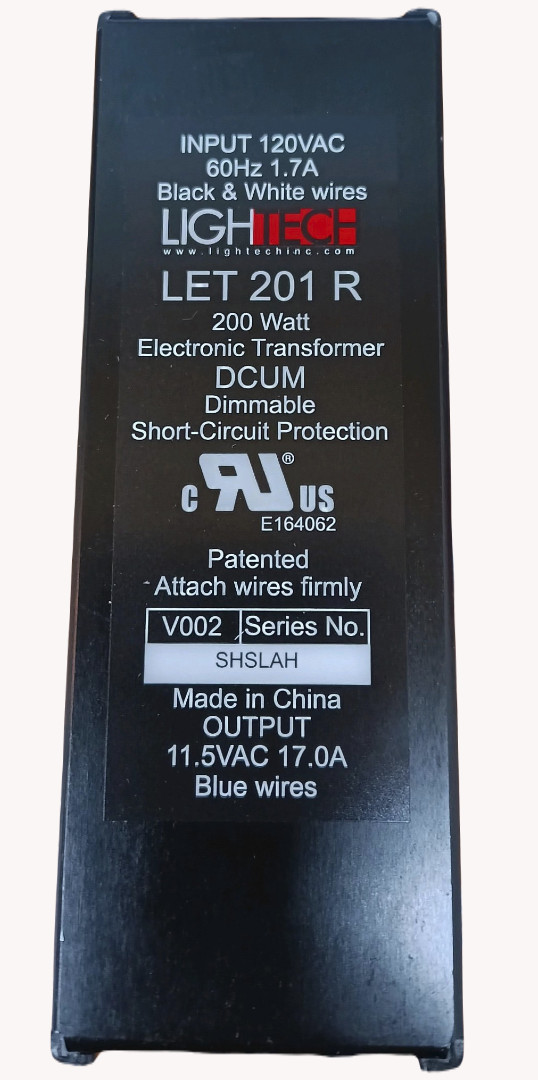 INPUT 120VAC
60Hz 1.7A
Black & White wires
LIGHTECH
www.lightechinc.com
LET 201 R
200 Watt
Electronic Transformer
DCUM
Dimmable
Short-Circuit Protection
C RU® US
E164062
Patented
Attach wires firmly
V002 Series No.
SHSLAH
Made in China
OUTPUT
11.5VAC 17.0A
Blue wires